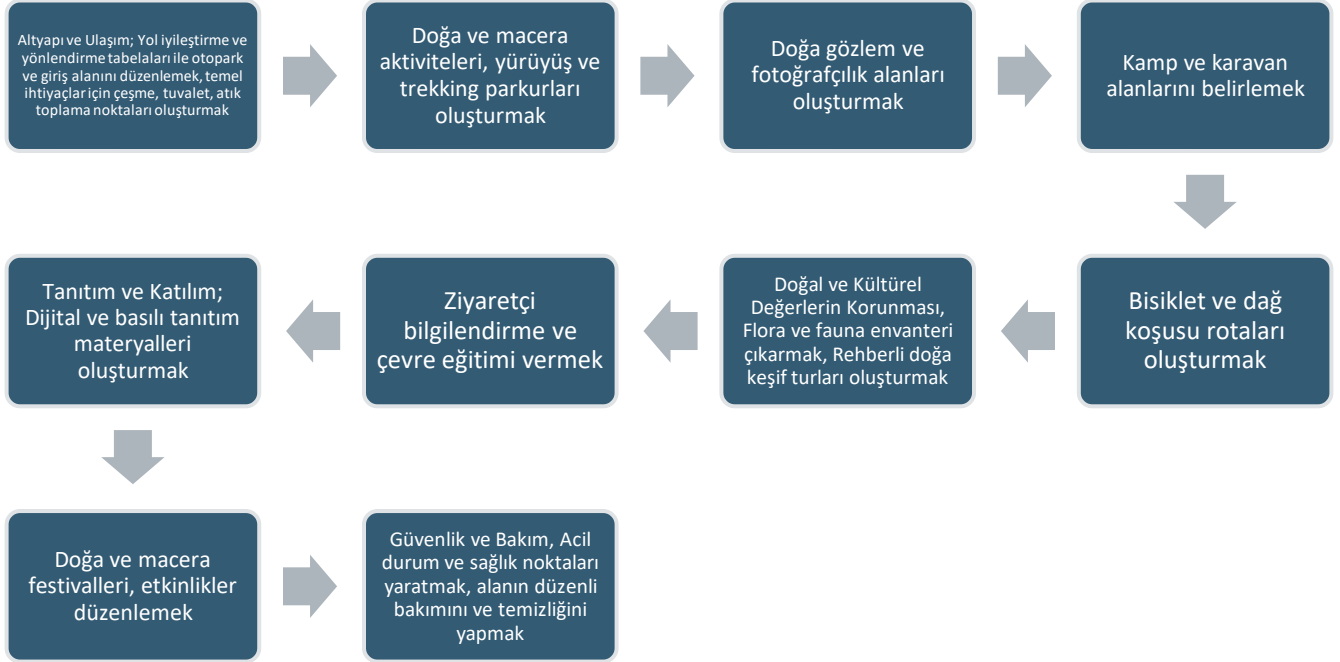 Altyapı ve Ulaşım; Yol iyileştirme ve
yönlendirme tabelaları ile otopark
ve giriş alanını düzenlemek, temel
ihtiyaçlar için çeşme, tuvalet, atık
toplama noktaları oluşturmak
Doğa ve macera
aktiviteleri, yürüyüş ve
trekking parkurları
oluşturmak
Doğa gözlem ve
fotoğrafçılık alanları
oluşturmak
Kamp ve karavan
alanlarını belirlemek
Bisiklet ve dağ
koşusu rotaları
oluşturmak
Doğal ve Kültürel
Değerlerin Korunması,
Flora ve fauna envanteri
çıkarmak, Rehberli doğa
keşif turları oluşturmak
Ziyaretçi
bilgilendirme ve
çevre eğitimi vermek
Tanıtım ve Katılım;
Dijital ve basılı tanıtım
materyalleri
oluşturmak
Doğa ve macera
festivalleri, etkinlikler
düzenlemek
Güvenlik ve Bakım, Acil
durum ve sağlık noktaları
yaratmak, alanın düzenli
bakımını ve temizliğini
yapmak